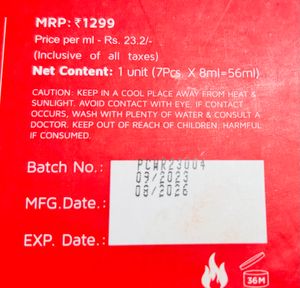 MRP: ₹1299
Price per ml - Rs. 23.2/-
(Inclusive of all taxes)
Net Content: 1 unit (7Pcs X 8ml=56ml)
CAUTION: KEEP IN A COOL PLACE AWAY FROM HEAT &
SUNLIGHT. AVOID CONTACT WITH EYE. IF CONTACT
OCCURS, WASH WITH PLENTY OF WATER & CONSULT A
DOCTOR. KEEP OUT OF REACH OF CHILDREN. HARMFUL
IF CONSUMED.
Batch No.: PCWR23004
MFG.Date.: 09/2023
08/2026
EXP. Date.:
36M